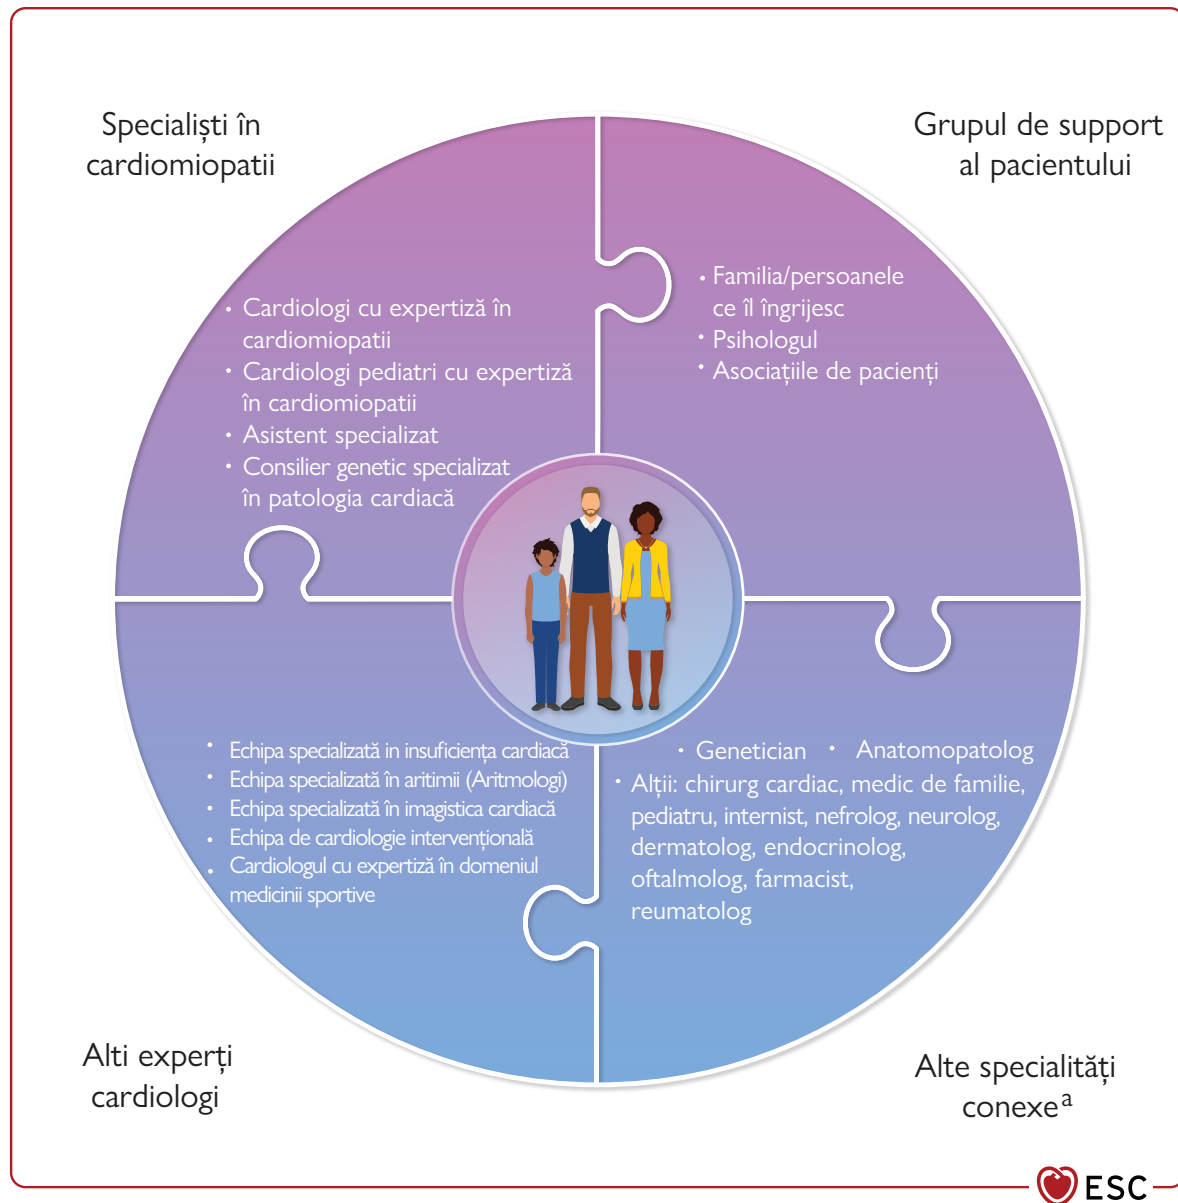 Specialiști în
cardiomiopatii
Grupul de support
al pacientului
• Cardiologi cu expertiză în
cardiomiopatii
• Cardiologi pediatri cu expertiză
în cardiomiopatii
• Asistent specializat
• Consilier genetic specializat
în patologia cardiacă
• Familia/persoanele
ce îl îngrijesc
• Psihologul
• Asociațiile de pacienți
• Echipa specializată in insuficiența cardiacă
• Echipa specializată în aritimii (Aritmologi)
• Echipa specializată în imagistica cardiacă
• Echipa de cardiologie intervențională
• Cardiologul cu expertiză în domeniul
medicinii sportive
• Genetician • Anatomopatolog
• Alții: chirurg cardiac, medic de familie,
pediatru, internist, nefrolog, neurolog,
dermatolog, endocrinolog,
oftalmolog, farmacist,
reumatolog
Alti experți
cardiologi
Alte specialități
conexe a
ESC